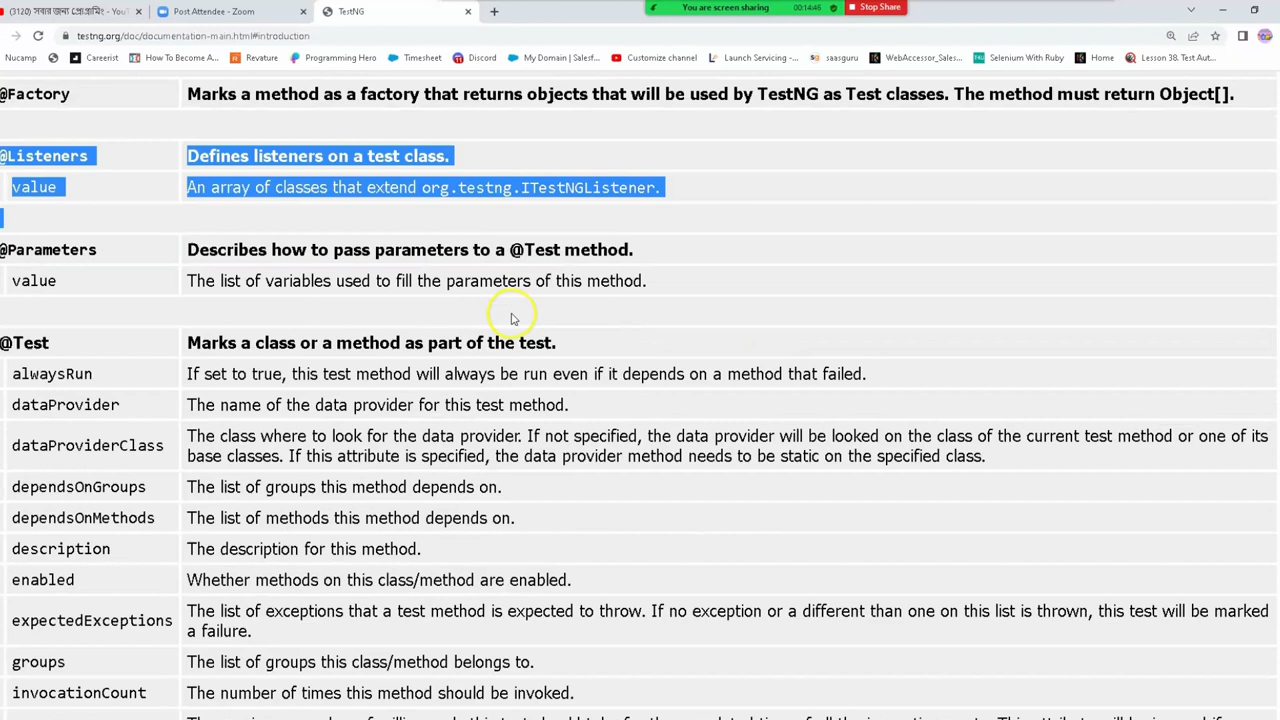 (3120) সবার জন্য প্রোগ্রামিং! - YouT
Post Attendee - Zoom
TestNG
You are screen sharing
00:14:46
Stop Share
testng.org/doc/documentation-main.html#introduction
Nucamp
Careerist
How To Become A...
Revature
Programming Hero
Timesheet
Discord
My Domain | Salesf...
Customize channel
Launch Servicing -...
saasguru
WebAccessor_Sales...
Selenium With Ruby
Home
Lesson 38. Test Aut...
@Factory Marks a method as a factory that returns objects that will be used by TestNG as Test classes. The method must return Object[].
@Listeners Defines listeners on a test class.
value An array of classes that extend org.testng.ITestNGListener.
@Parameters Describes how to pass parameters to a @Test method.
value The list of variables used to fill the parameters of this method.
@Test Marks a class or a method as part of the test.
alwaysRun If set to true, this test method will always be run even if it depends on a method that failed.
dataProvider The name of the data provider for this test method.
dataProviderClass The class where to look for the data provider. If not specified, the data provider will be looked on the class of the current test method or one of its
base classes. If this attribute is specified, the data provider method needs to be static on the specified class.
dependsOnGroups The list of groups this method depends on.
dependsOnMethods The list of methods this method depends on.
description The description for this method.
enabled Whether methods on this class/method are enabled.
expectedExceptions The list of exceptions that a test method is expected to throw. If no exception or a different than one on this list is thrown, this test will be marked
a failure.
groups The list of groups this class/method belongs to.
invocationCount The number of times this method should be invoked.